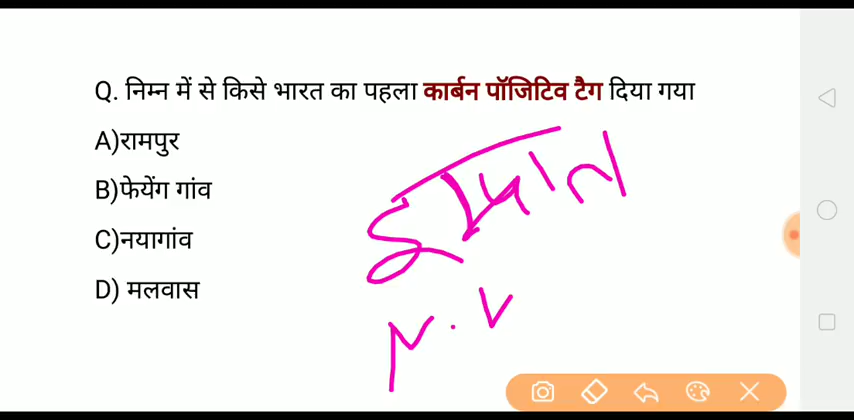 Q. निम्न में से किसे भारत का पहला कार्बन पॉजिटिव टैग दिया गया
A)रामपुर
B)फेयेंग गांव
C)नयागांव
D) मलवास